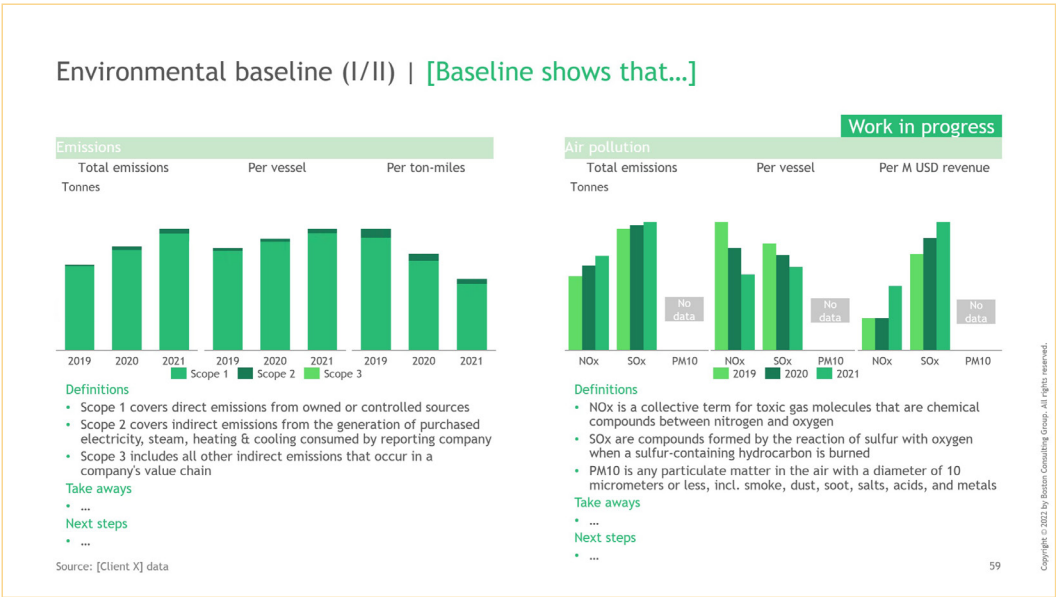 Environmental baseline (I/II) | [Baseline shows that…]
Work in progress
Emissions
Total emissions Per vessel Per ton-miles
Tonnes
2019 2020 2021 2019 2020 2021 2019 2020 2021
Scope 1 Scope 2 Scope 3
Definitions
• Scope 1 covers direct emissions from owned or controlled sources
• Scope 2 covers indirect emissions from the generation of purchased
electricity, steam, heating & cooling consumed by reporting company
• Scope 3 includes all other indirect emissions that occur in a
company's value chain
Take aways
• …
Next steps
• …
Air pollution
Total emissions Per vessel Per M USD revenue
Tonnes
No
data
No
data
No
data
NOx SOx PM10 NOx SOx PM10 NOx SOx PM10
2019 2020 2021
Definitions
• NOx is a collective term for toxic gas molecules that are chemical
compounds between nitrogen and oxygen
• SOx are compounds formed by the reaction of sulfur with oxygen
when a sulfur-containing hydrocarbon is burned
• PM10 is any particulate matter in the air with a diameter of 10
micrometers or less, incl. smoke, dust, soot, salts, acids, and metals
Take aways
• …
Next steps
• …
Source: [Client X] data
59
Copyright © 2022 by Boston Consulting Group. All rights reserved.